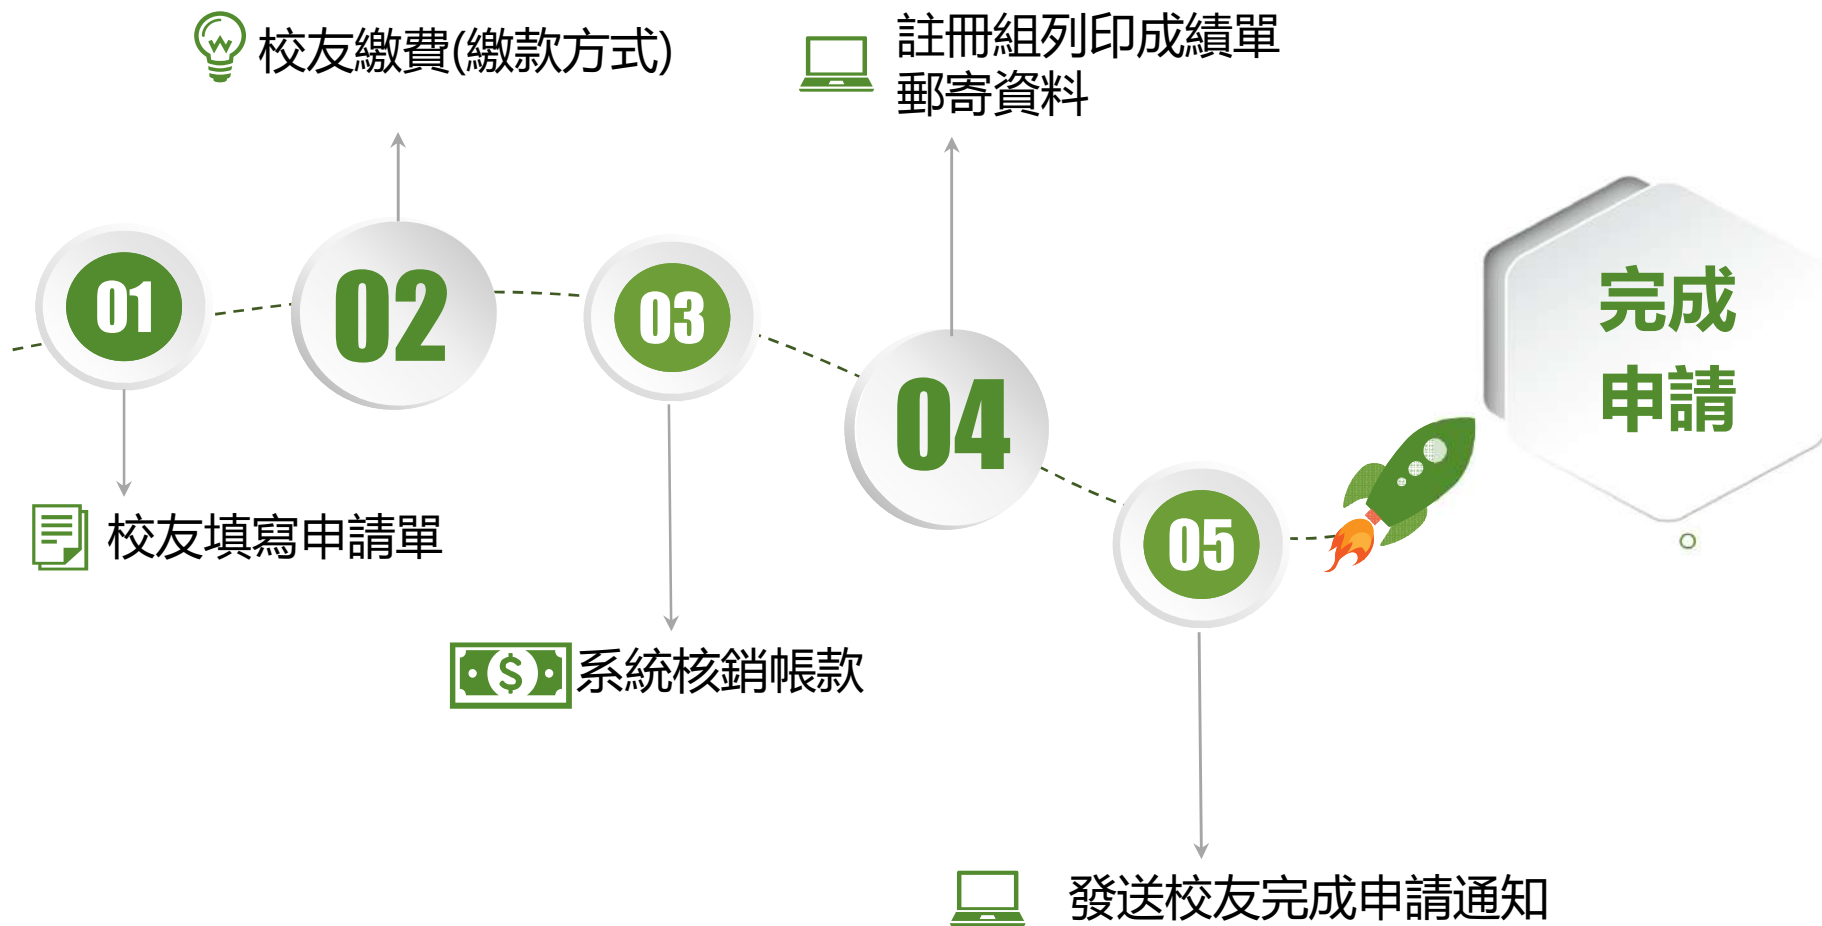 校友繳費(繳款方式)
註冊組列印成績單
郵寄資料
01
02
03
04
05
完成
申請
校友填寫申請單
$
系統核銷帳款
發送校友完成申請通知